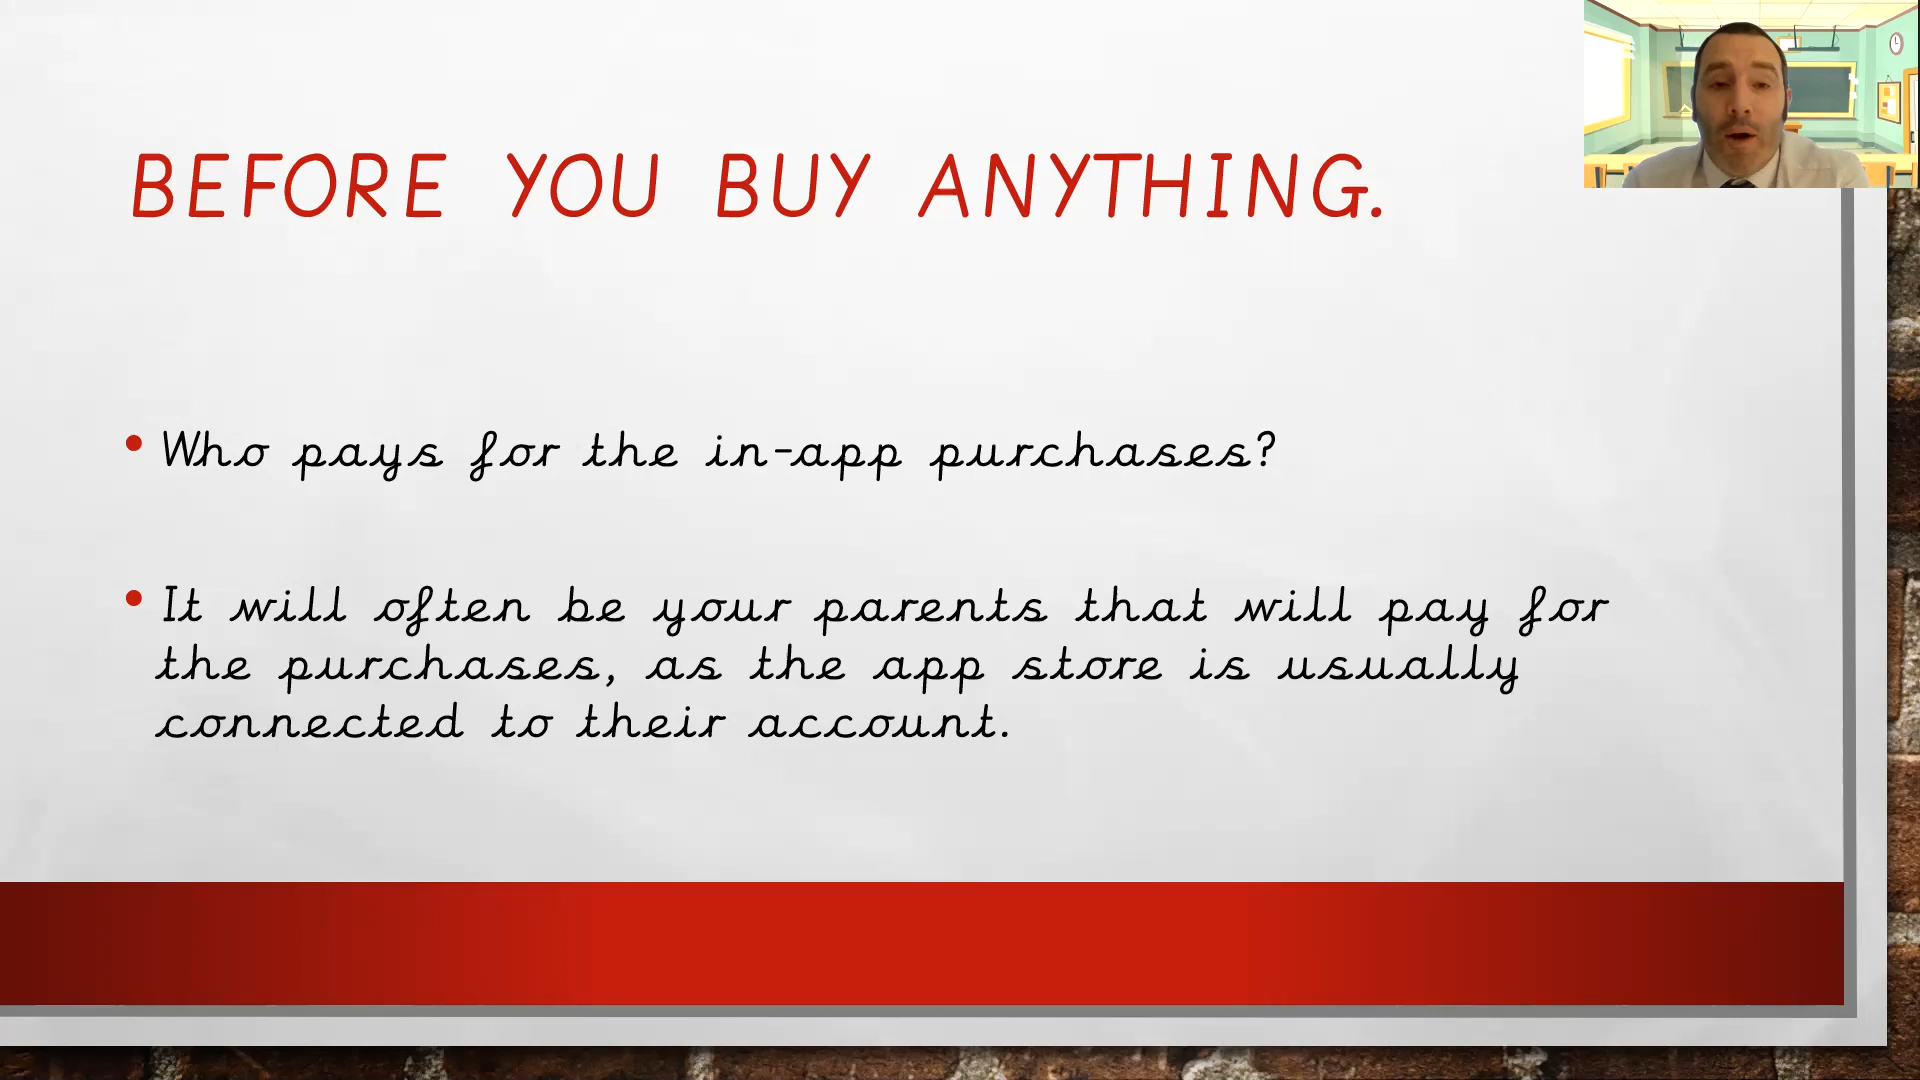 BEFORE YOU BUY ANYTHING.
• Who pays for the in-app purchases?
• It will often be your parents that will pay for
the purchases, as the app store is usually
connected to their account.